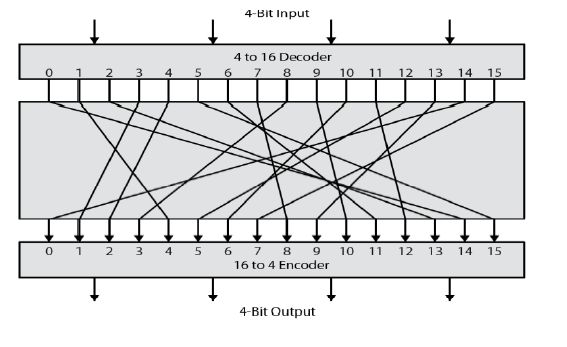 4-Bit Input
4 to 16 Decoder
0 1 2 3 4 5 6 7 8 9 10 11 12 13 14 15
0 1 2 3 4 5 6 7 8 9 10 11 12 13 14 15
16 to 4 Encoder
4-Bit Output